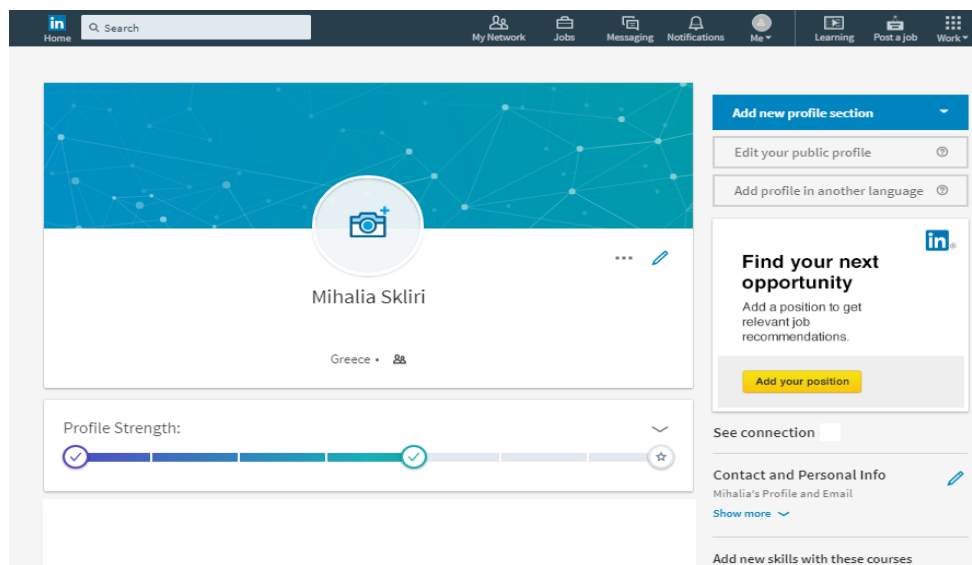 in
Home
Search
My Network
Jobs
Messaging
Notifications
Me
Learning
Post a job
Work
Mihalia Skliri
Greece •
Profile Strength:
Add new profile section
Edit your public profile
Add profile in another language
in
Find your next
opportunity
Add a position to get
relevant job
recommendations.
Add your position
See connection
Contact and Personal Info
Mihalia's Profile and Email
Show more
Add new skills with these courses